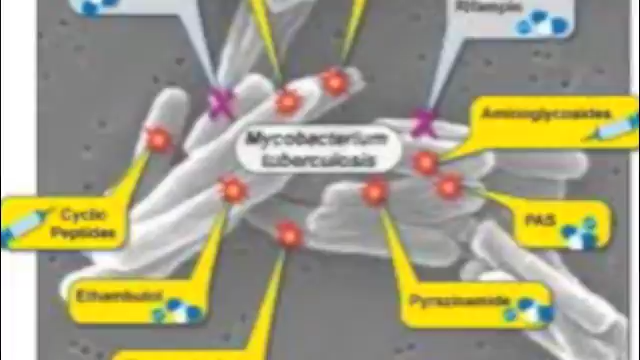 Rifampin
Aminoglycosides
Mycobacterium
tuberculosis
Cyclic
Peptides
PAS
Ethambutol
Pyrazinamide